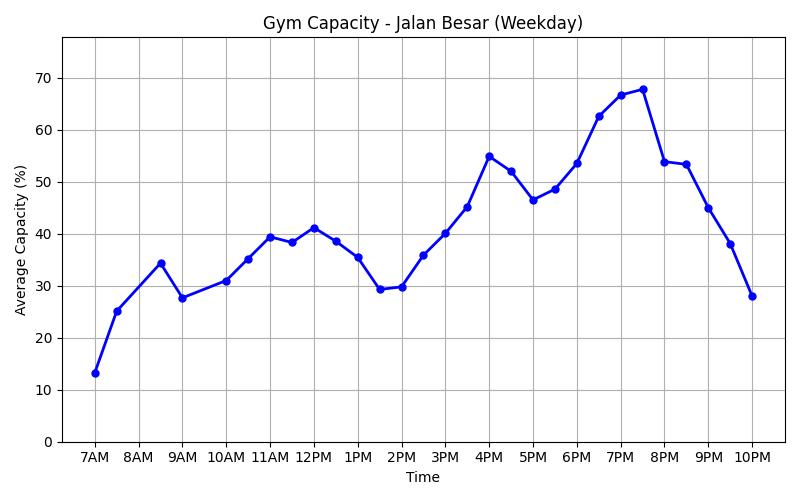 Gym Capacity - Jalan Besar (Weekday)
Average Capacity (%)
70
60
50
40
30
20
10
0
7AM 8AM 9AM 10AM 11AM 12PM 1PM 2PM 3PM 4PM 5PM 6PM 7PM 8PM 9PM 10PM
Time